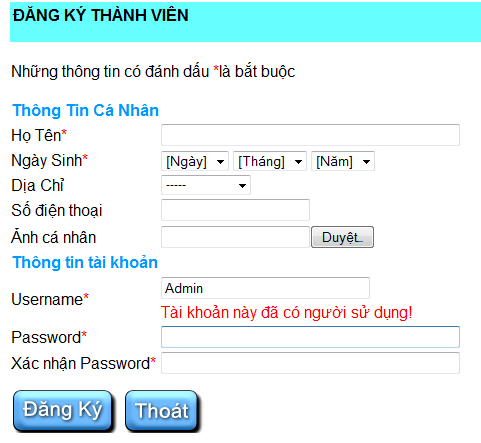 ĐĂNG KÝ THÀNH VIÊN
Những thông tin có đánh dấu *là bắt buộc
Thông Tin Cá Nhân
Họ Tên*
Ngày Sinh* [Ngày] [Tháng] [Năm]
Dịa Chỉ -----
Số điện thoại
Ảnh cá nhân Duyệt..
Thông tin tài khoản
Username* Admin
Tài khoản này đã có người sử dụng!
Password*
Xác nhận Password*
Đăng Ký Thoát